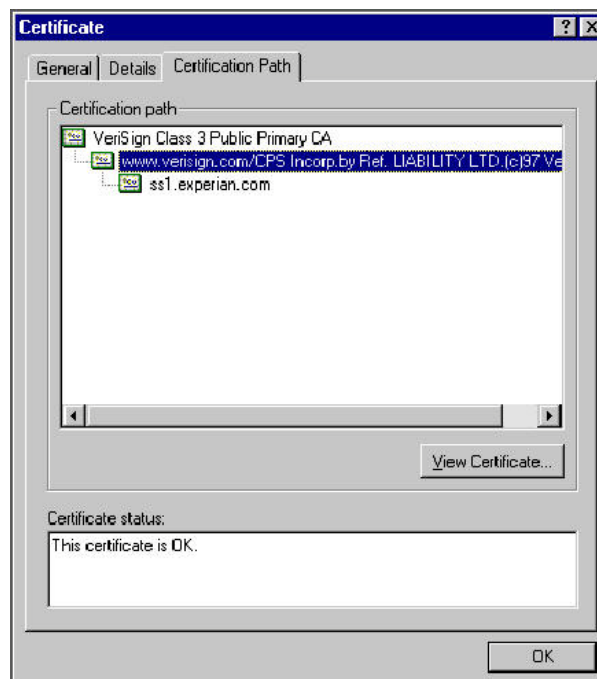 Certificate
General
Details
Certification Path
Certification path
VeriSign Class 3 Public Primary CA
www.verisign.com/CPS Incorp.by Ref. LIABILITY LTD.(c)97 Ve
ss1.experian.com
View Certificate...
Certificate status:
This certificate is OK.
OK